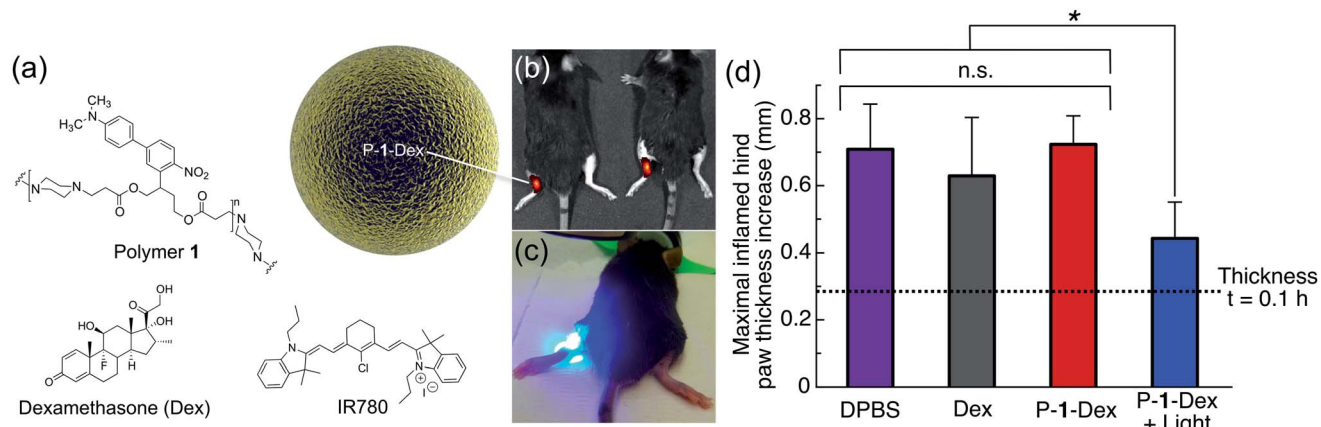 (a)
H₃C
N
CH₃
NO₂
N
N
O
O
O
O
n
N
N
Polymer 1
P-1-Dex
OH
O
HO
OH
F
H
O
Dexamethasone (Dex)
N
Cl
N
+
I⁻
IR780
(b)
(c)
(d)
*
n.s.
Maximal inflamed hind
paw thickness increase (mm)
0.8
0.6
0.4
0.2
0
Thickness
t = 0.1 h
DPBS
Dex
P-1-Dex
P-1-Dex
+ Light